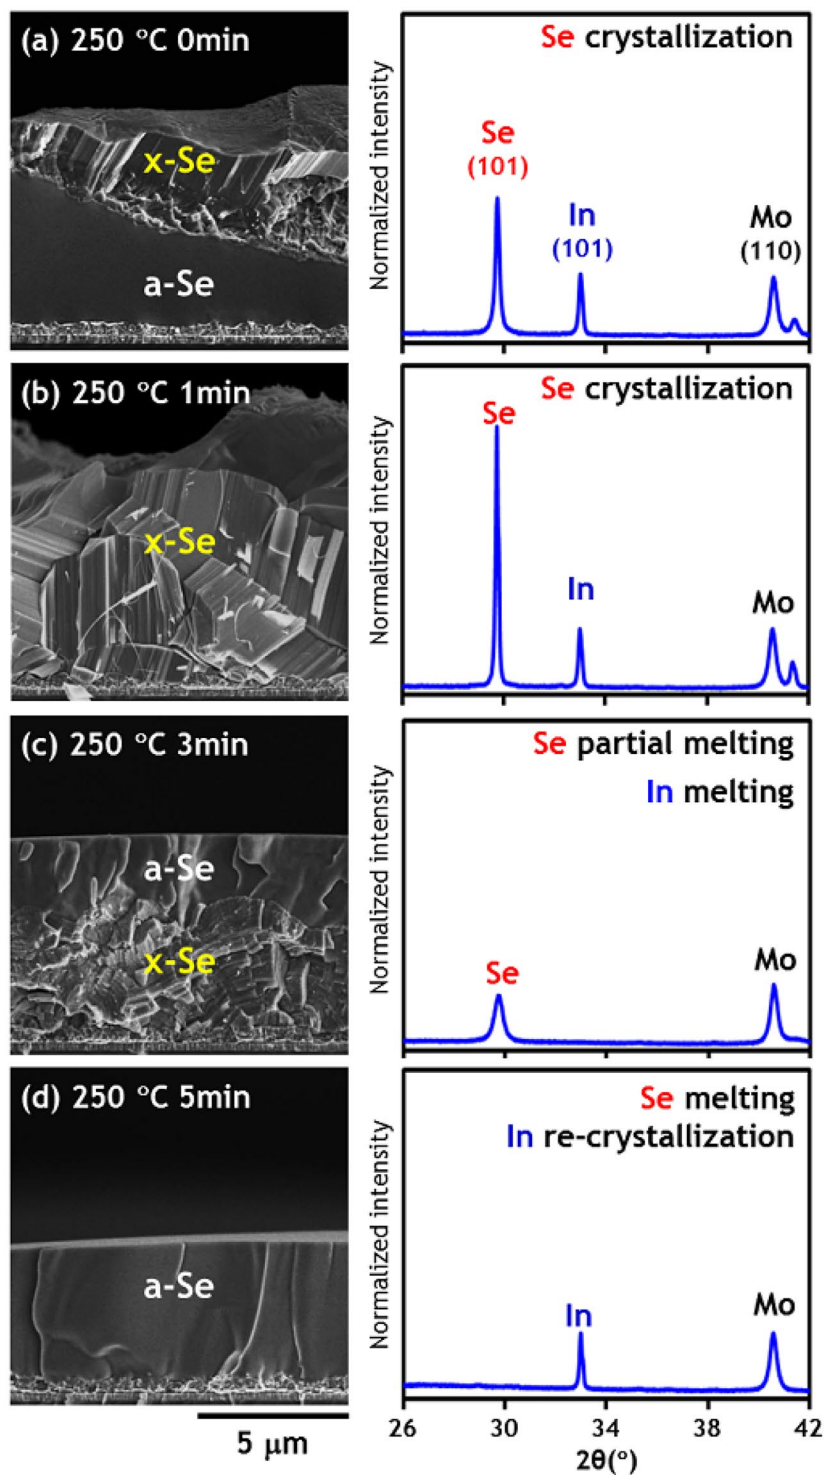 (a) 250 °C 0min
x-Se
a-Se
Normalized intensity
Se crystallization
Se
(101)
In
(101)
Mo
(110)
(b) 250 °C 1min
x-Se
Normalized intensity
Se crystallization
Se
In
Mo
(c) 250 °C 3min
a-Se
x-Se
Normalized intensity
Se partial melting
In melting
Se
Mo
(d) 250 °C 5min
a-Se
5 μm
Normalized intensity
Se melting
In re-crystallization
In
Mo
26 30 34 38 42
2θ(°)